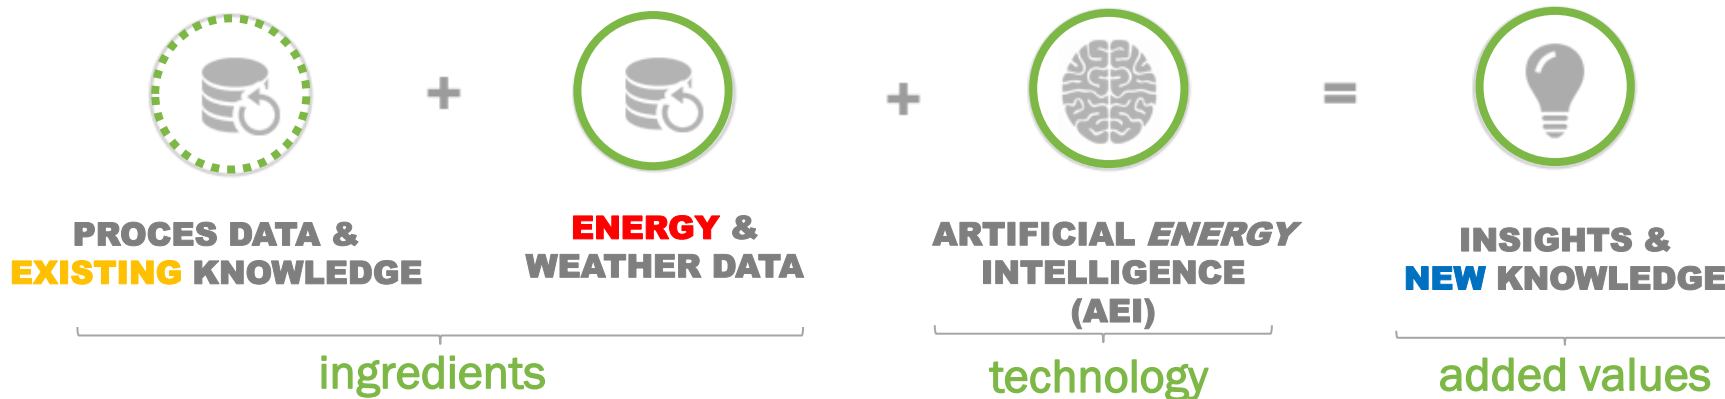 +
+
=
PROCES DATA &
EXISTING KNOWLEDGE
ENERGY &
WEATHER DATA
ARTIFICIAL ENERGY
INTELLIGENCE
(AEI)
INSIGHTS &
NEW KNOWLEDGE
ingredients
technology
added values